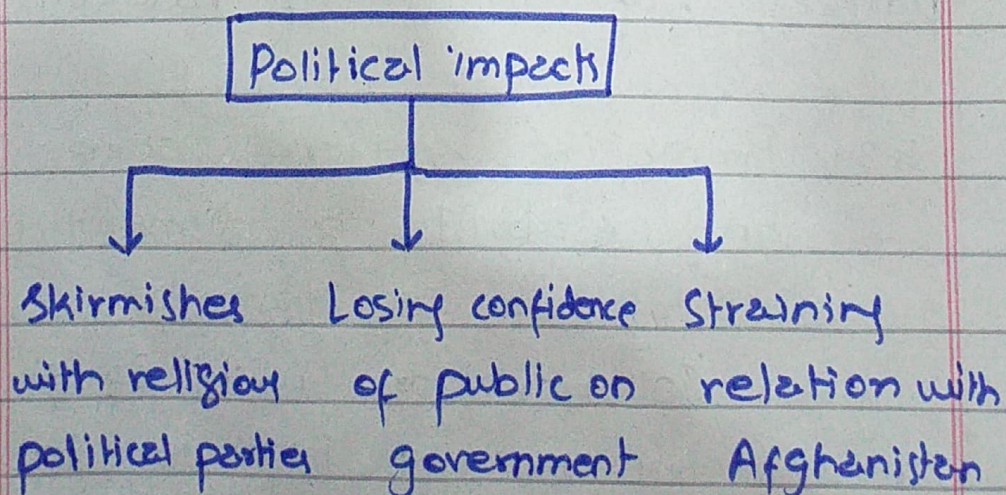 Political impacts
Skirmishes Losing confidence Straining
with religious of public on relation with
political parties government Afghanistan